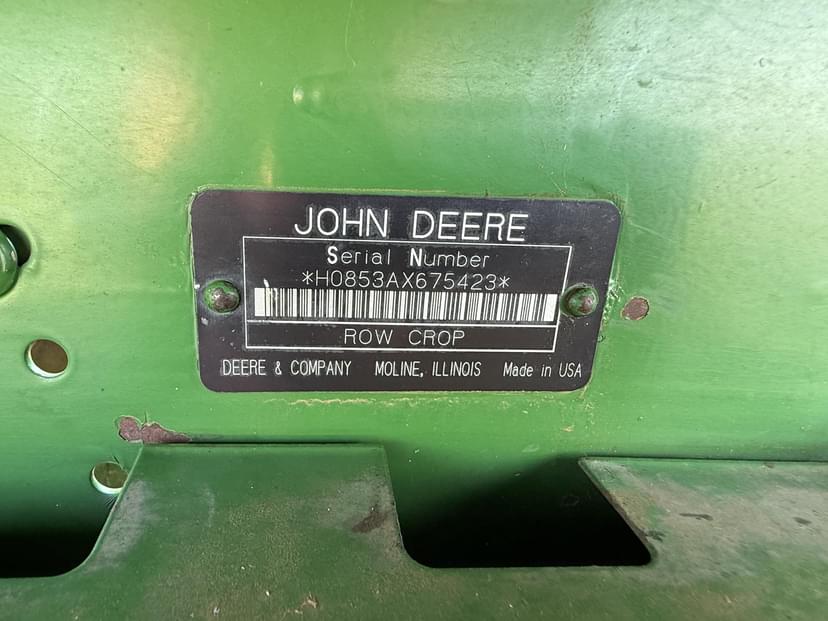 JOHN DEERE
Serial Number
*H0853AX675423*
ROW CROP
DEERE & COMPANY MOLINE, ILLINOIS Made in USA